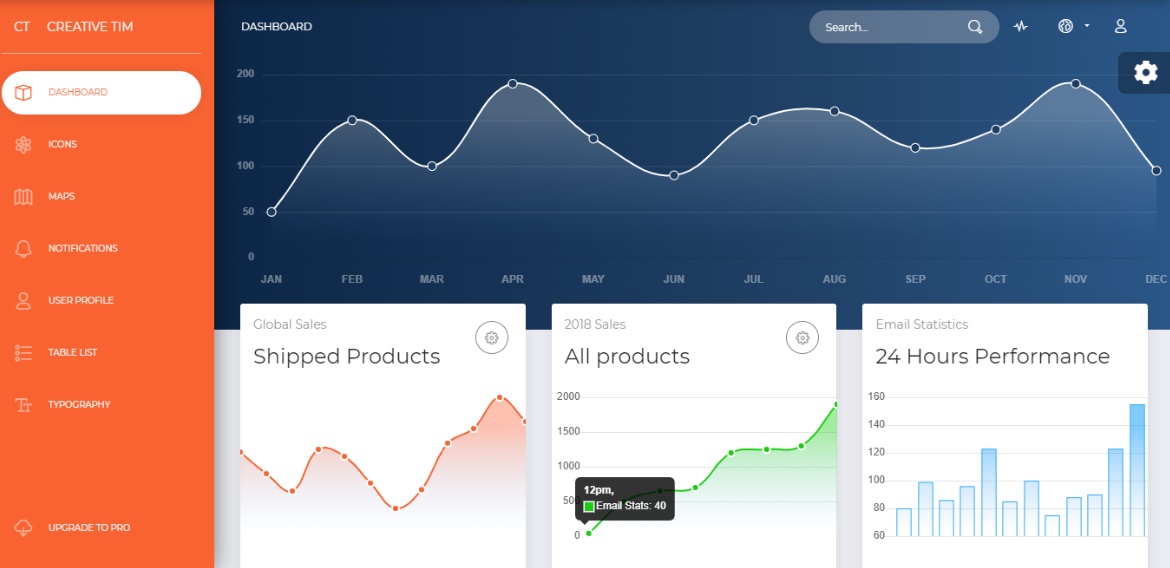 CT CREATIVE TIM
DASHBOARD
ICONS
MAPS
NOTIFICATIONS
USER PROFILE
TABLE LIST
TYPOGRAPHY
UPGRADE TO PRO
DASHBOARD
Search...
200
150
100
50
0
JAN FEB MAR APR MAY JUN JUL AUG SEP OCT NOV DEC
Global Sales
Shipped Products
2018 Sales
All products
2000
1500
1000
500
0
12pm,
Email Stats: 40
Email Statistics
24 Hours Performance
160
140
120
100
80
60